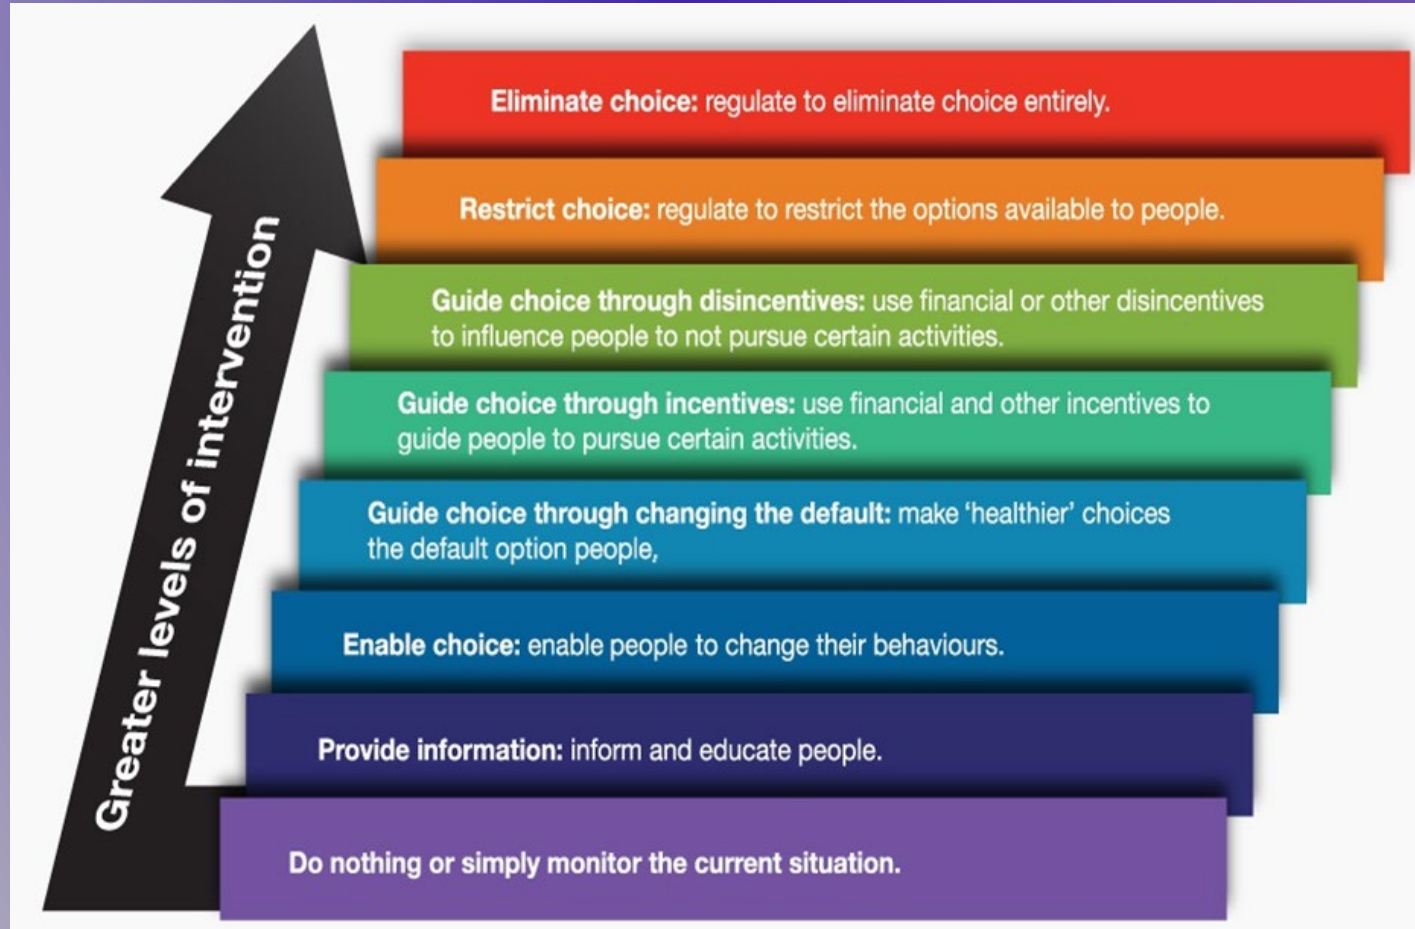 Greater levels of intervention
Eliminate choice: regulate to eliminate choice entirely.
Restrict choice: regulate to restrict the options available to people.
Guide choice through disincentives: use financial or other disincentives
to influence people to not pursue certain activities.
Guide choice through incentives: use financial and other incentives to
guide people to pursue certain activities.
Guide choice through changing the default: make ‘healthier’ choices
the default option people,
Enable choice: enable people to change their behaviours.
Provide information: inform and educate people.
Do nothing or simply monitor the current situation.